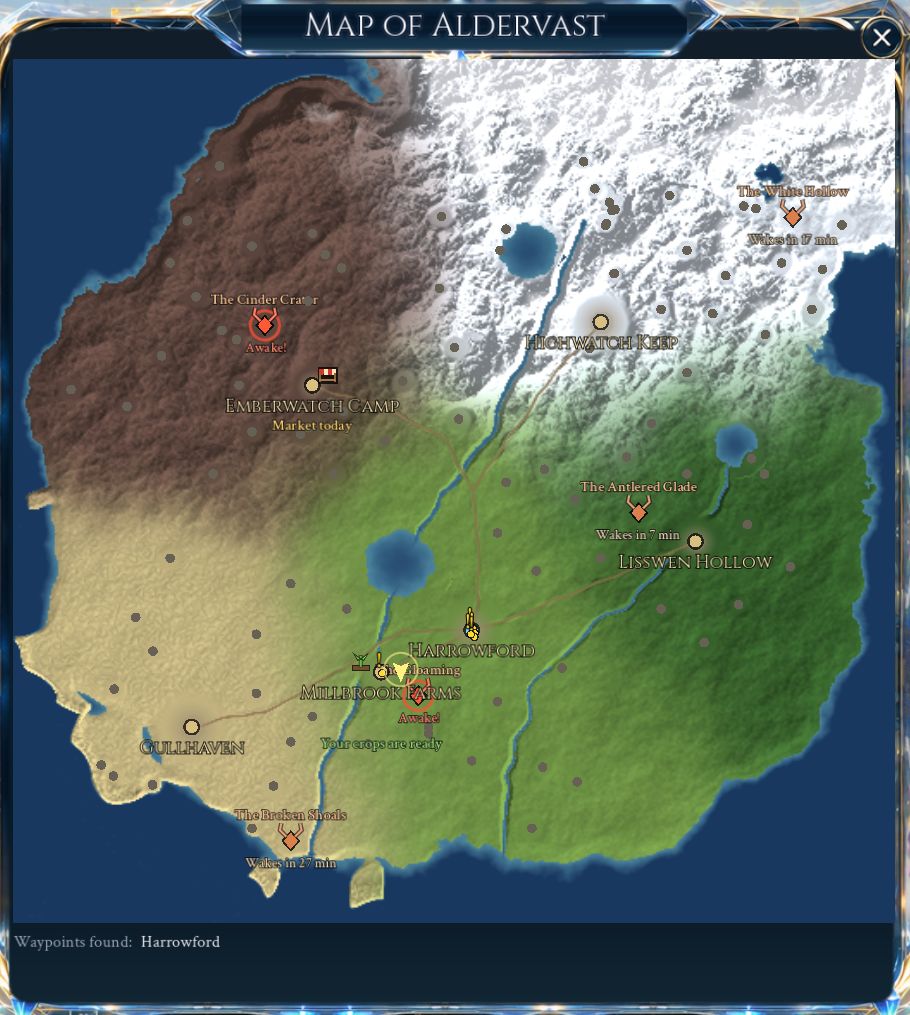 Map of Aldervast
The White Hollow
Wakes in 17 min
The Cinder Crater
Awake!
Highwatch Keep
Emberwatch Camp
Market today
The Antlered Glade
Wakes in 7 min
Lisswen Hollow
Harrowford
The Gloaming
Millbrook Farms
Awake!
Your crops are ready
Gullhaven
The Broken Shoals
Wakes in 27 min
Waypoints found: Harrowford